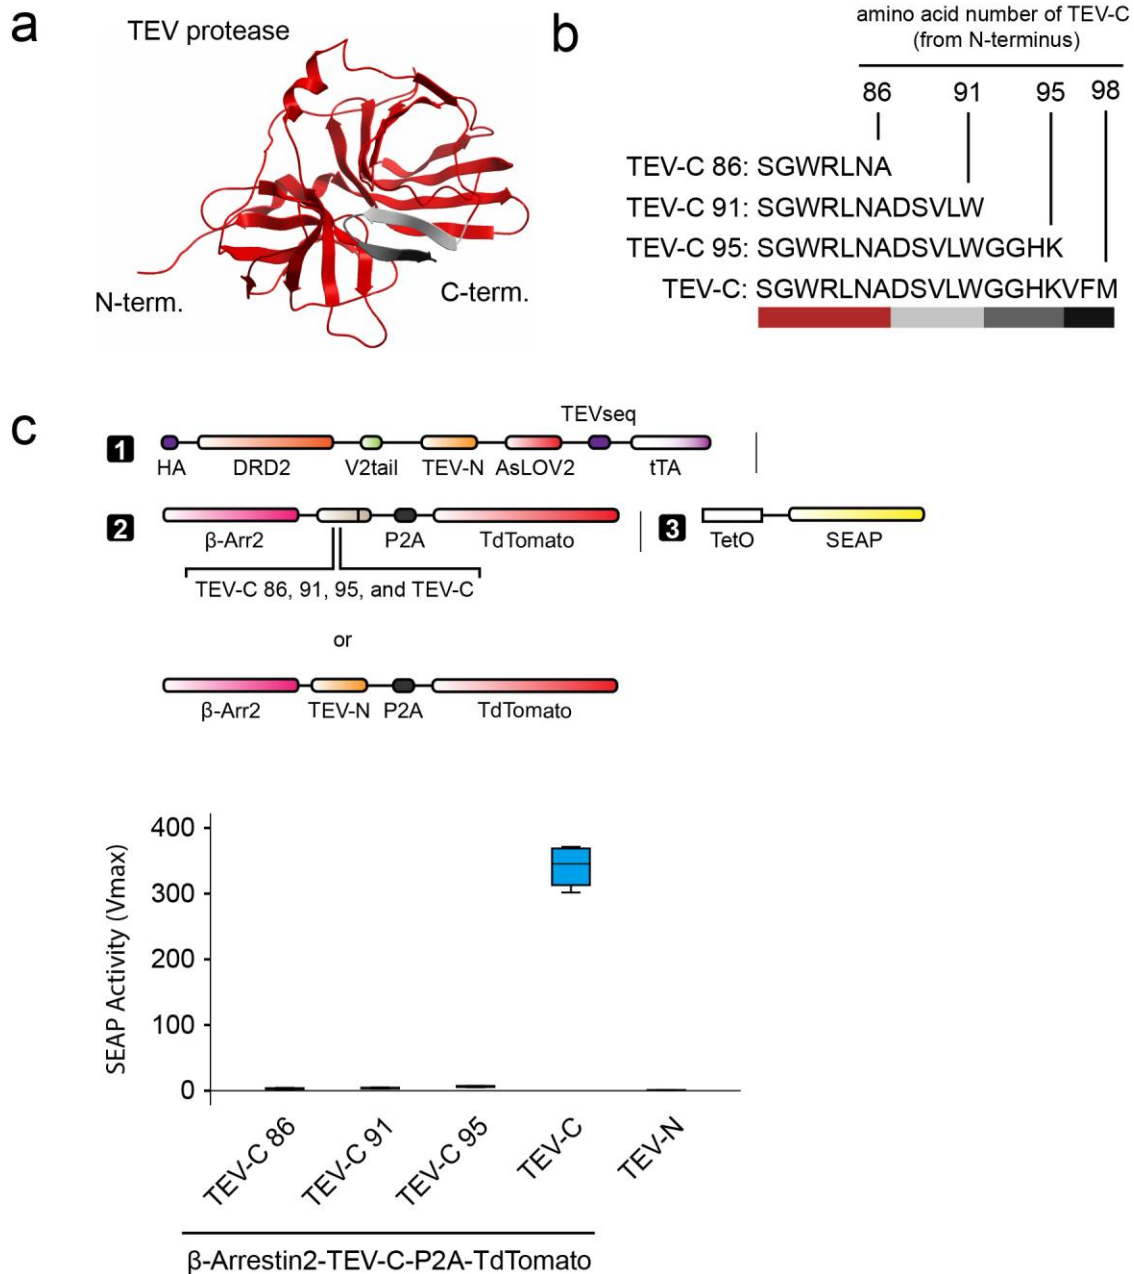 a
TEV protease
N-term.
C-term.
b
amino acid number of TEV-C
(from N-terminus)
86 91 95 98
TEV-C 86: SGWRLNA
TEV-C 91: SGWRLNADSVLW
TEV-C 95: SGWRLNADSVLWGGHK
TEV-C: SGWRLNADSVLWGGHKVFM
c
TEVseq
1
HA DRD2 V2tail TEV-N AsLOV2 tTA
2
β-Arr2 P2A TdTomato
3
TetO SEAP
TEV-C 86, 91, 95, and TEV-C
or
β-Arr2 TEV-N P2A TdTomato
SEAP Activity (Vmax)
400
300
200
100
0
TEV-C 86
TEV-C 91
TEV-C 95
TEV-C
TEV-N
β-Arrestin2-TEV-C-P2A-TdTomato